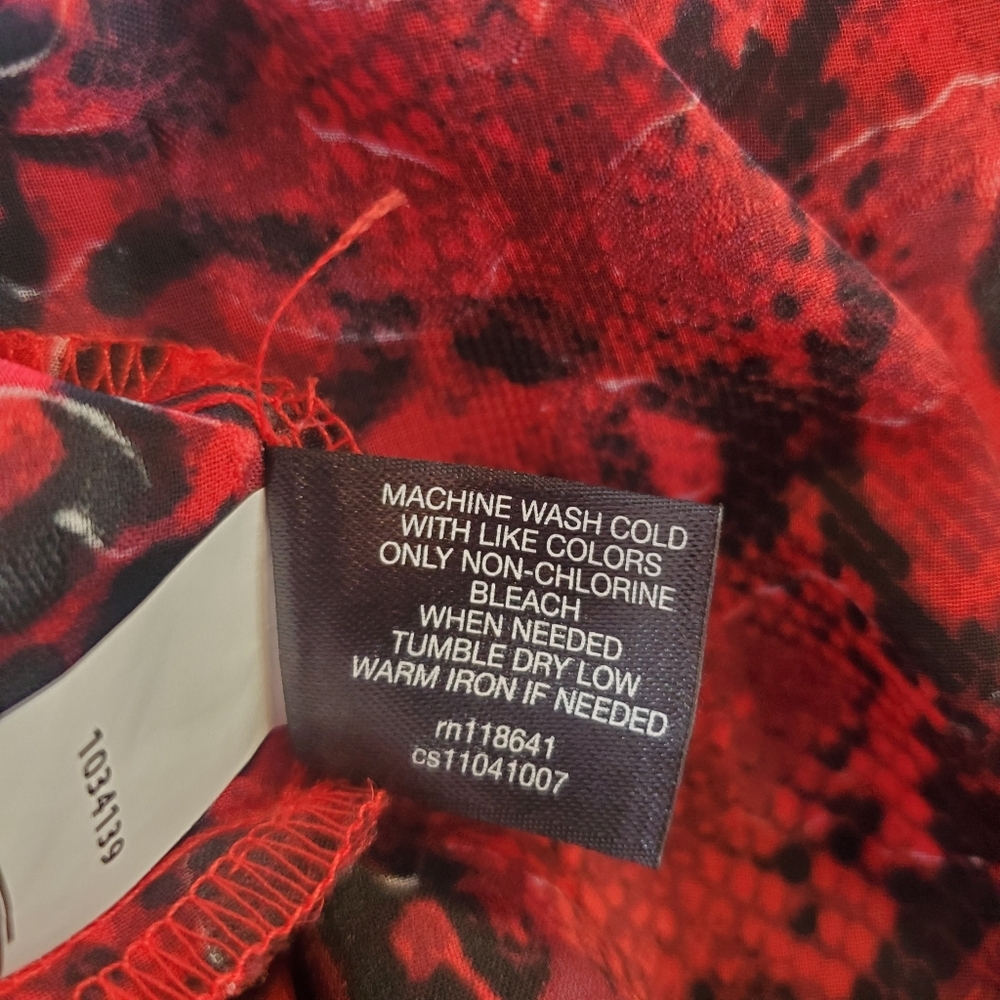 MACHINE WASH COLD
WITH LIKE COLORS
ONLY NON-CHLORINE
BLEACH
WHEN NEEDED
TUMBLE DRY LOW
WARM IRON IF NEEDED
rn118641
cs11041007
1034139